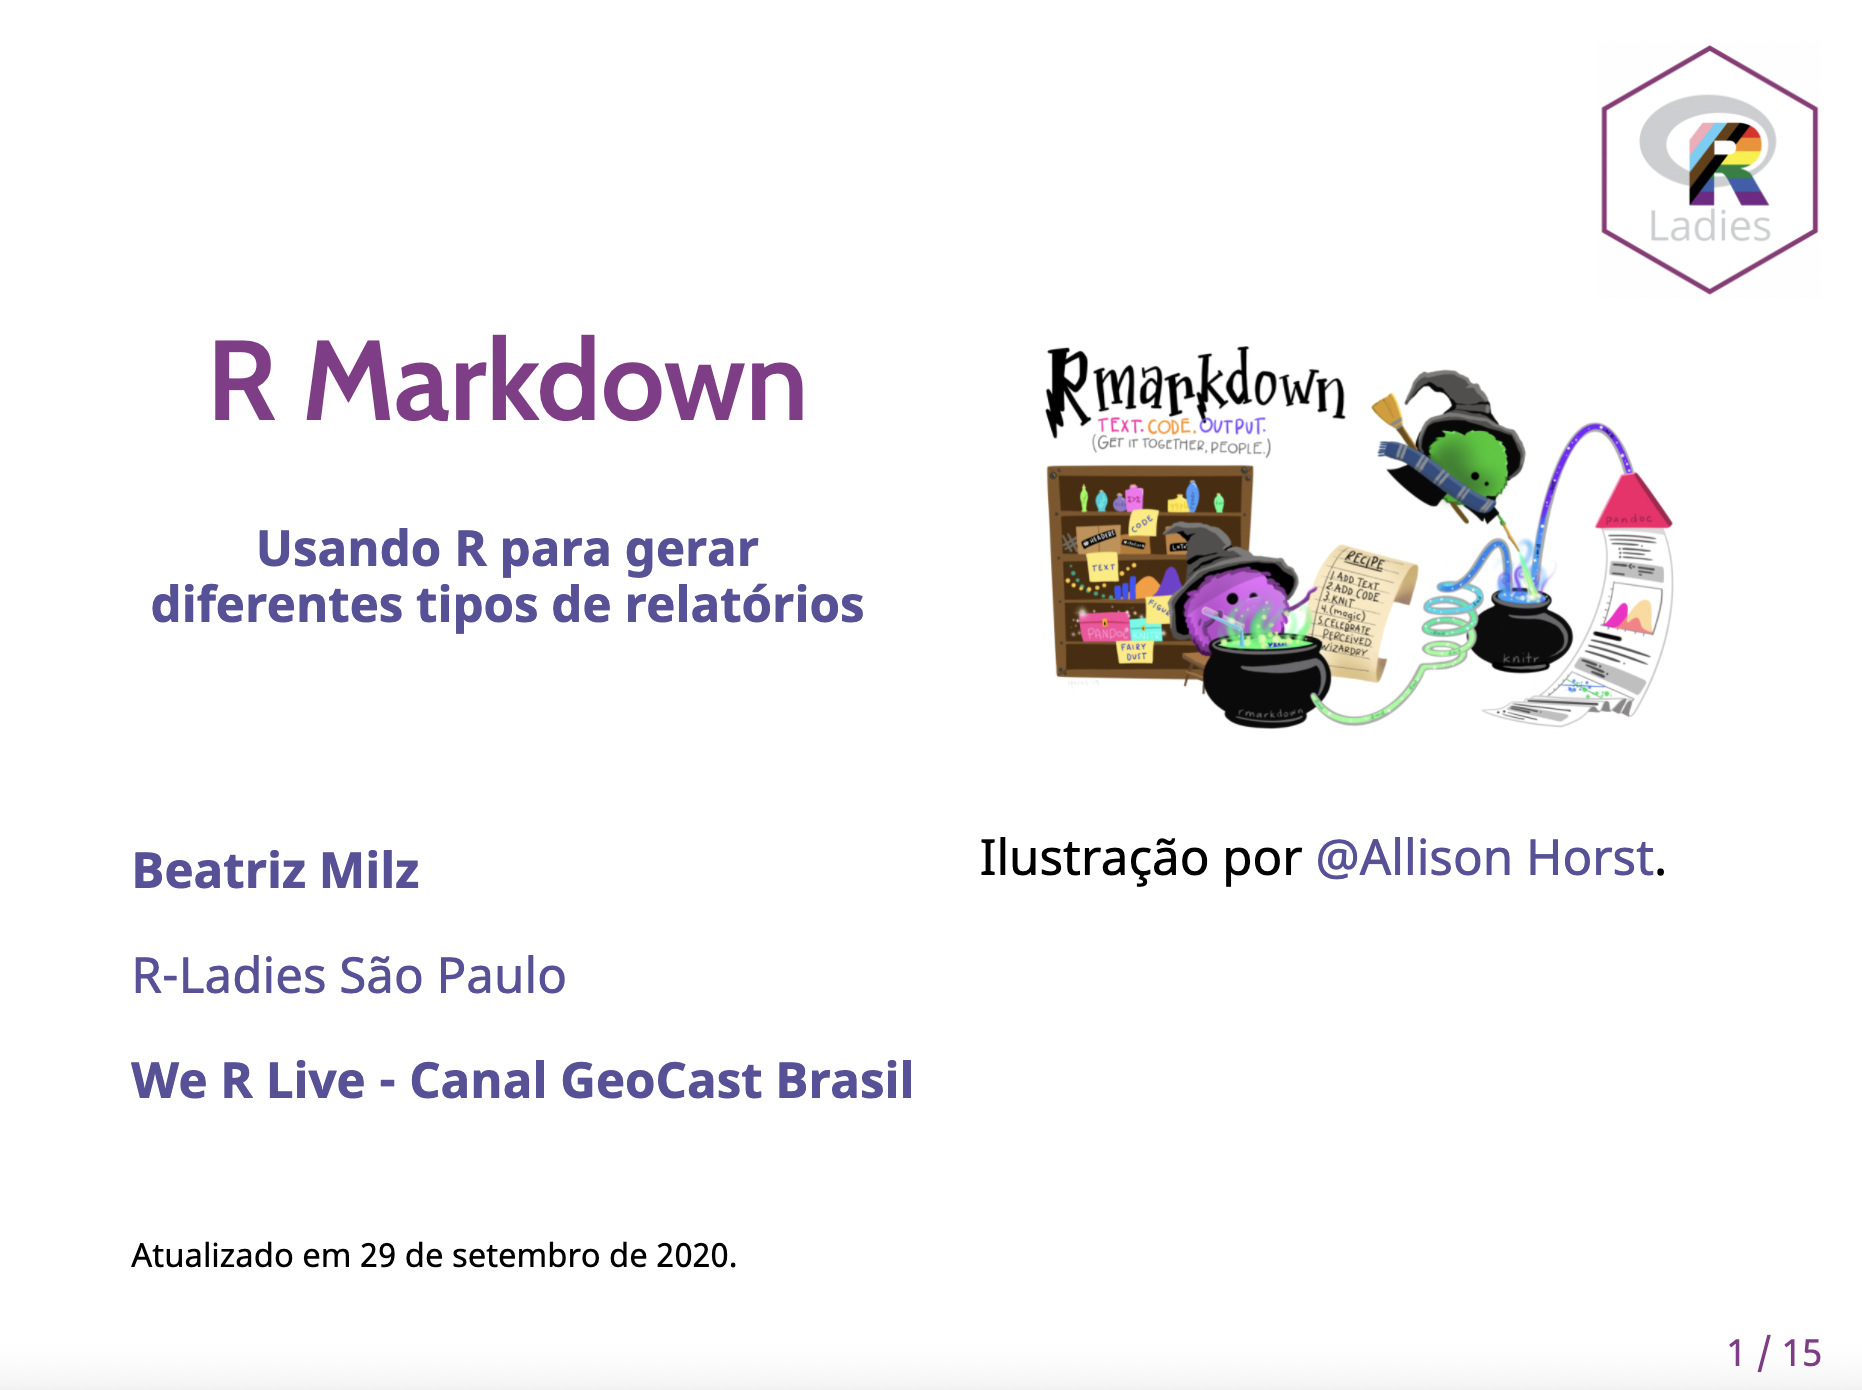 R
Ladies
R Markdown
Usando R para gerar
diferentes tipos de relatórios
Beatriz Milz
R-Ladies São Paulo
We R Live - Canal GeoCast Brasil
Atualizado em 29 de setembro de 2020.
Rmarkdown
TEXT. CODE. OUTPUT.
(GET IT TOGETHER, PEOPLE.)
CODE
#HEADERS
TEXT
PANDOC
KNITR
FAIRY
DUST
RECIPE
1. ADD TEXT
2. ADD CODE
3. KNIT
4. (magic)
5. CELEBRATE
PERCEIVED
WIZARDRY
rmarkdown
knitr
pandoc
Ilustração por @Allison Horst.
1 / 15